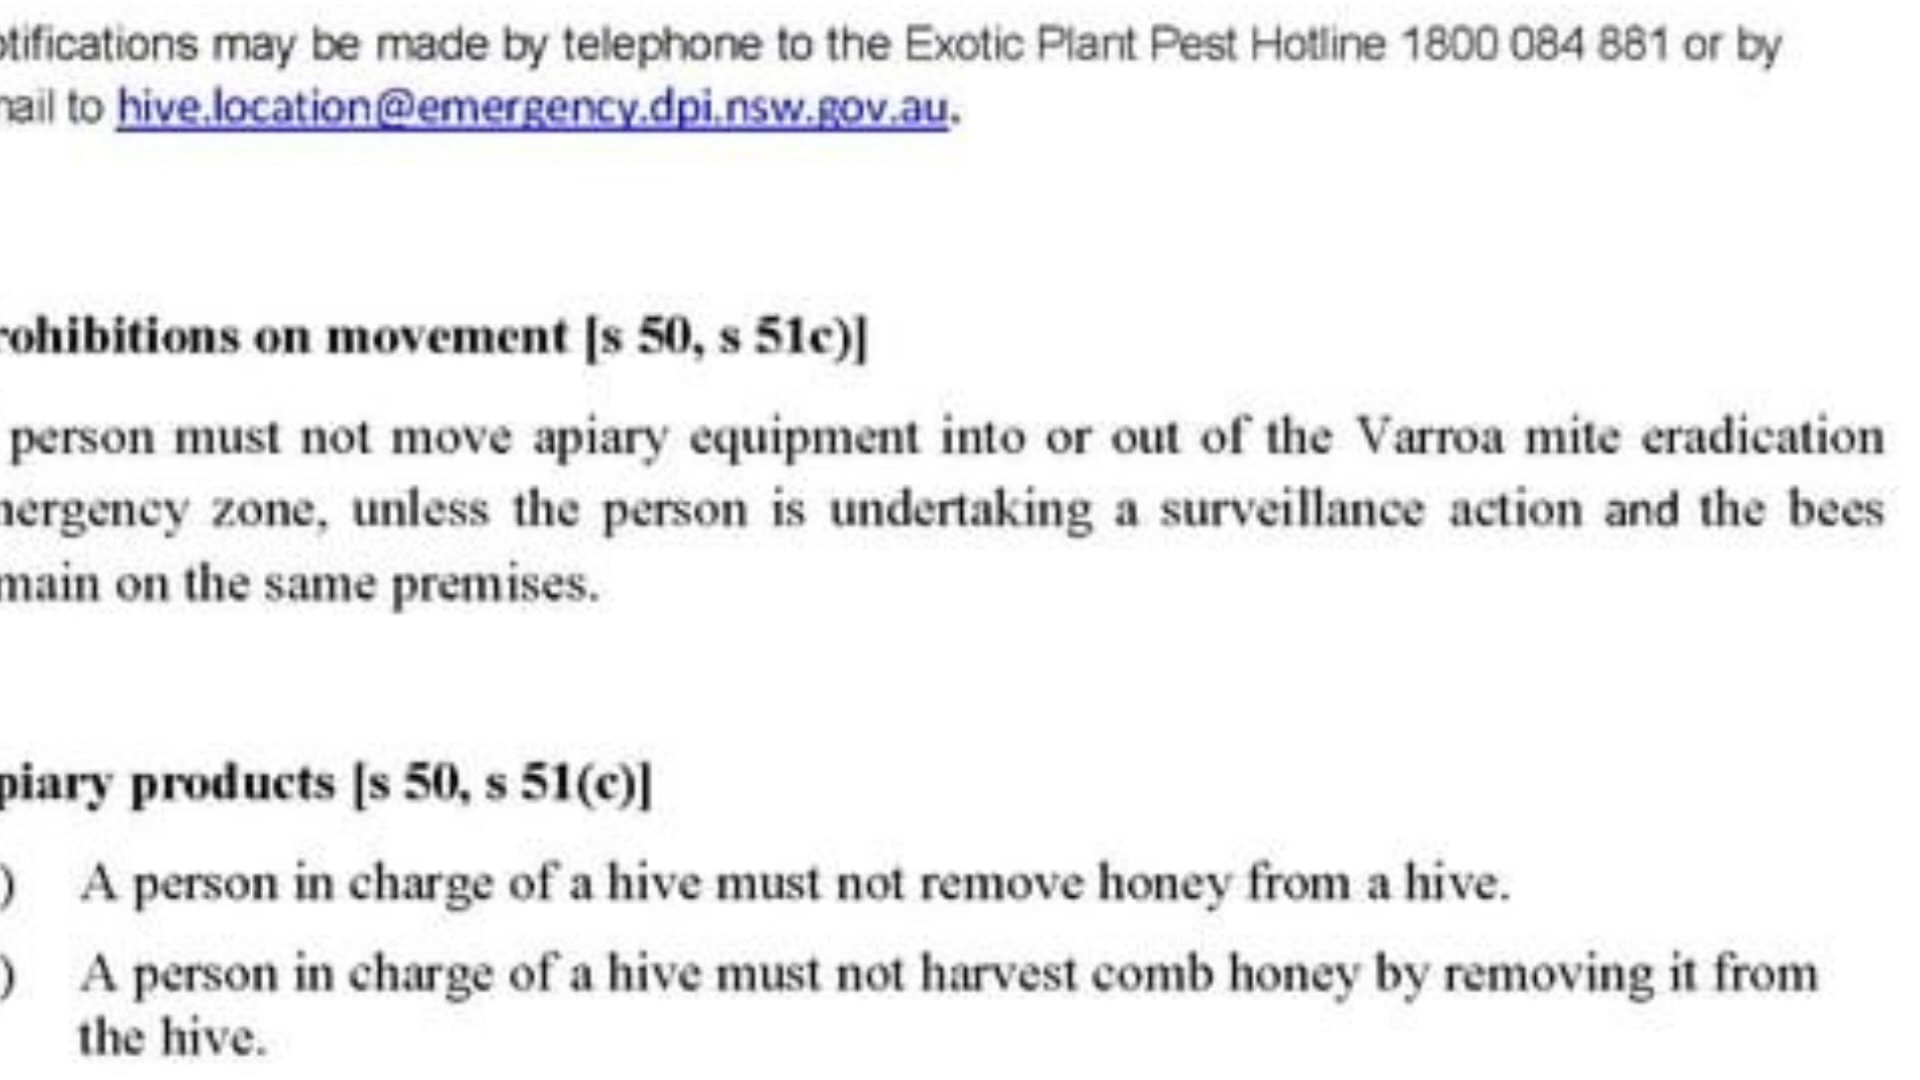 otifications may be made by telephone to the Exotic Plant Pest Hotline 1800 084 881 or by
nail to hive.location@emergency.dpi.nsw.gov.au.
rohibitions on movement [s 50, s 51c)]
person must not move apiary equipment into or out of the Varroa mite eradication
nergency zone, unless the person is undertaking a surveillance action and the bees
main on the same premises.
piary products [s 50, s 51(c)]
) A person in charge of a hive must not remove honey from a hive.
) A person in charge of a hive must not harvest comb honey by removing it from
the hive.